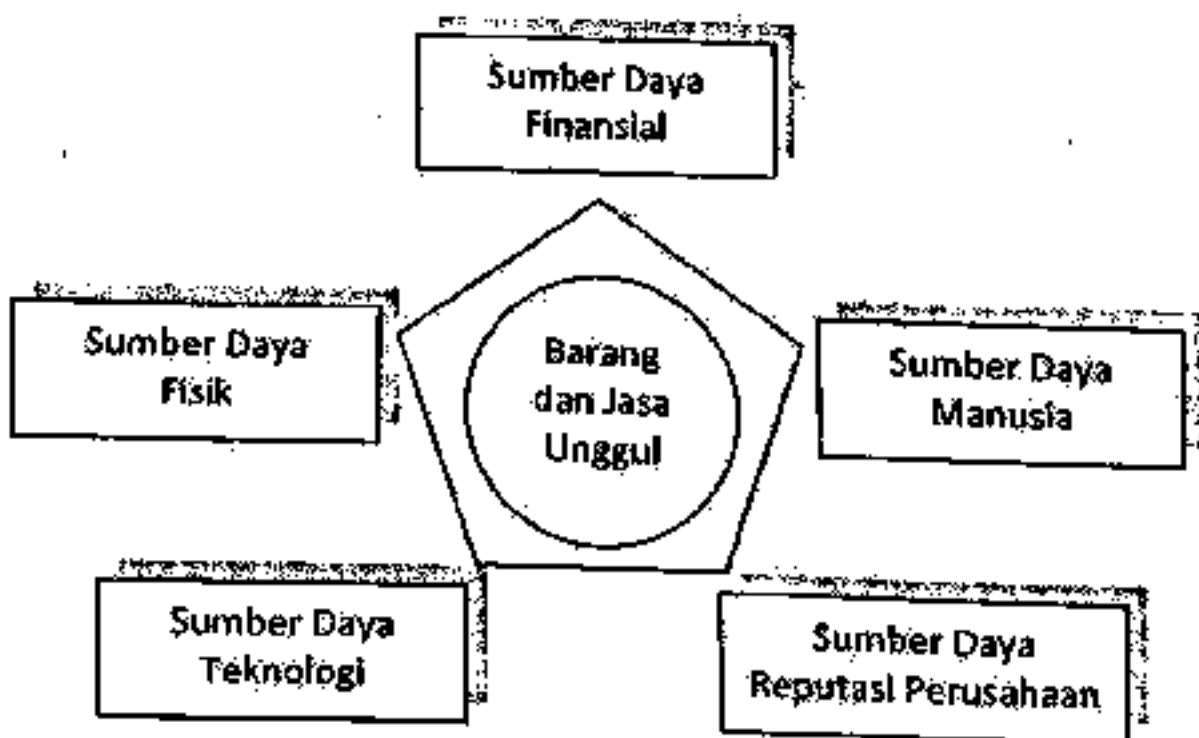 Sumber Daya
Finansial
Sumber Daya
Fisik
Barang
dan Jasa
Unggul
Sumber Daya
Manusia
Sumber Daya
Teknologi
Sumber Daya
Reputasi Perusahaan